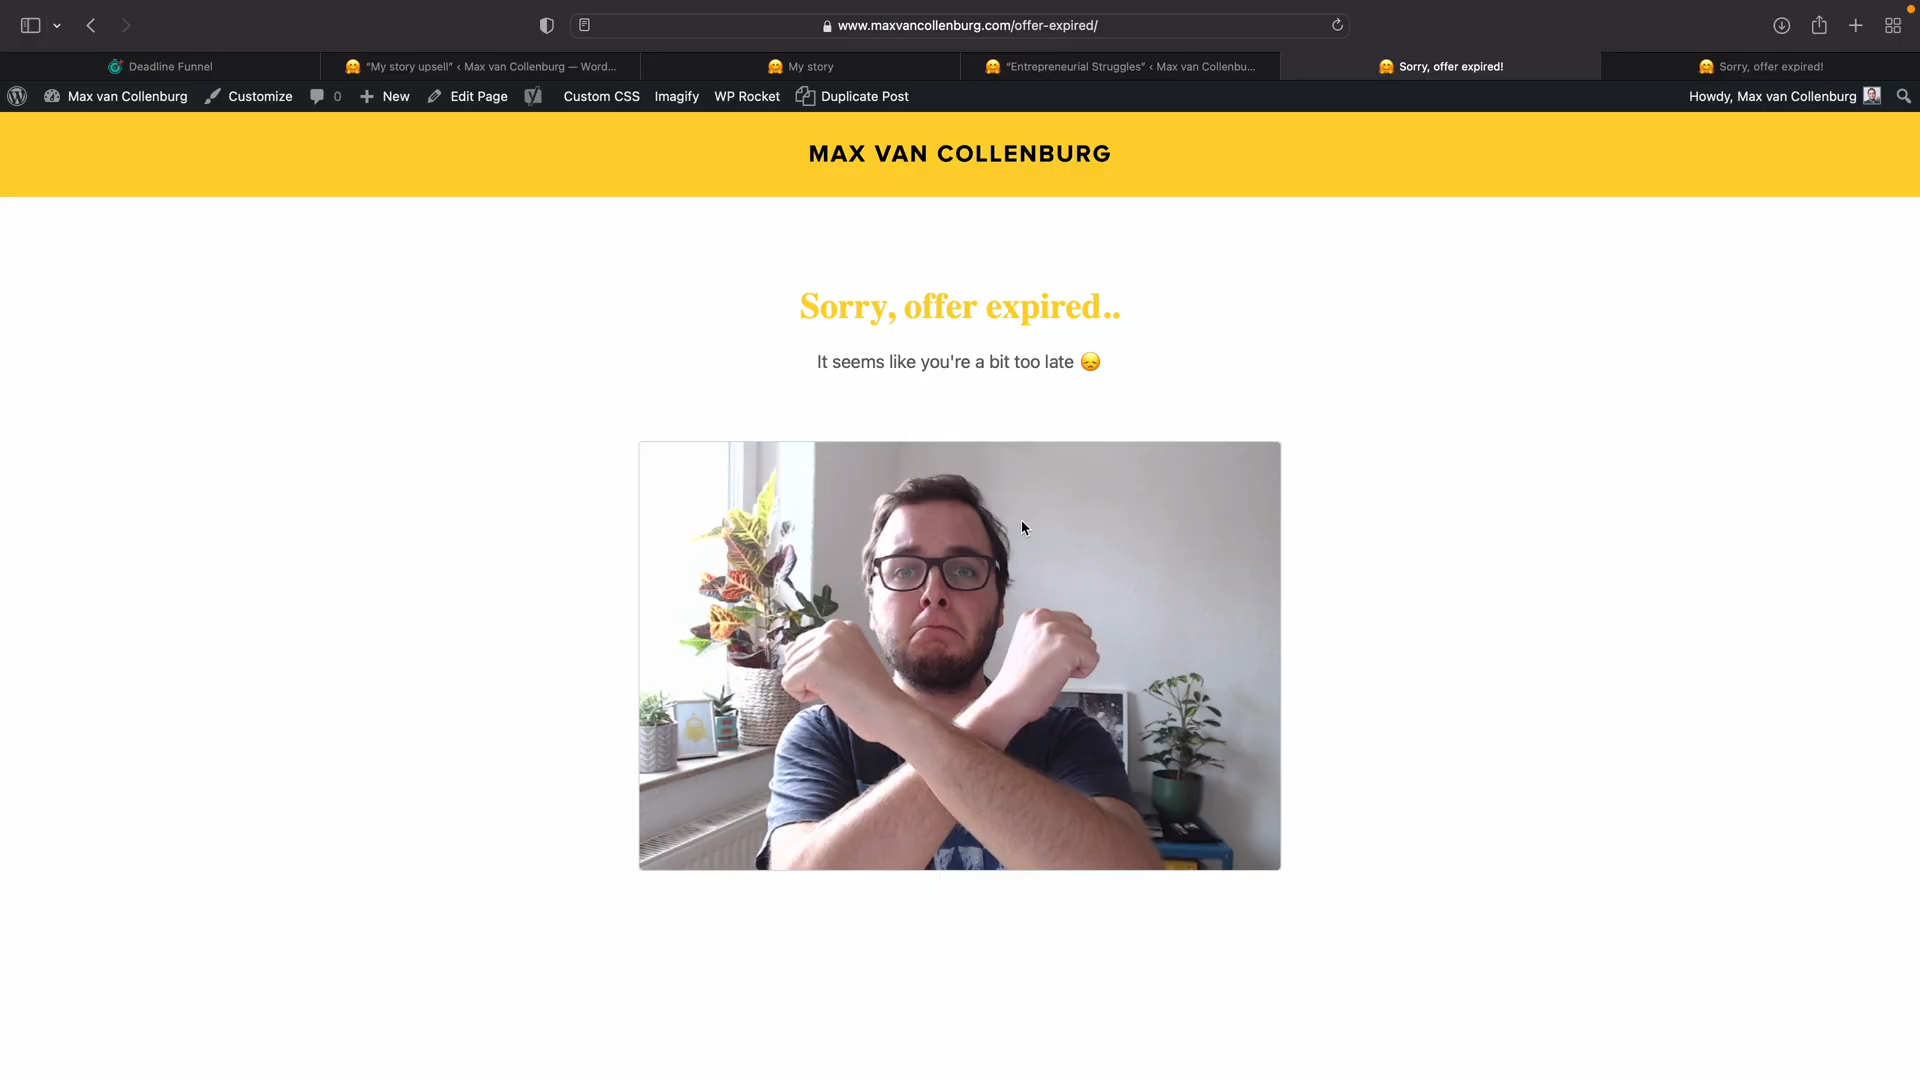 www.maxvancollenburg.com/offer-expired/
Deadline Funnel
"My story upsell" ‹ Max van Collenburg — Word...
My story
"Entrepreneurial Struggles" ‹ Max van Collenbu...
Sorry, offer expired!
Sorry, offer expired!
Max van Collenburg
Customize
0
New
Edit Page
Custom CSS
Imagify
WP Rocket
Duplicate Post
Howdy, Max van Collenburg
MAX VAN COLLENBURG
Sorry, offer expired..
It seems like you're a bit too late 😞